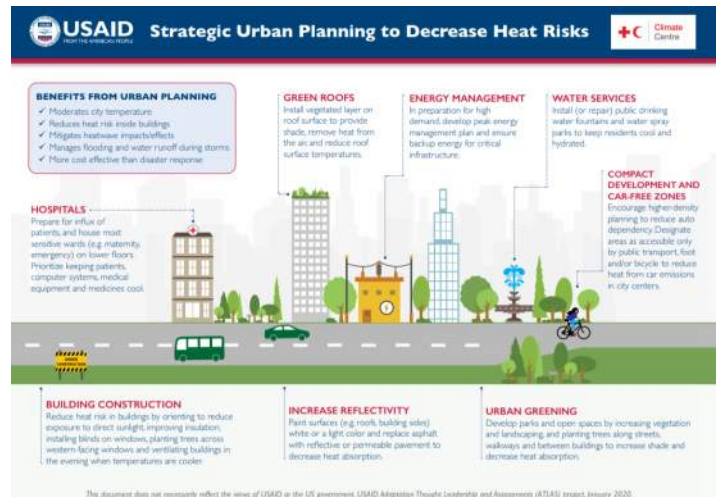 USAID
FROM THE AMERICAN PEOPLE
Strategic Urban Planning to Decrease Heat Risks
Climate
Centre
BENEFITS FROM URBAN PLANNING
✓ Moderates city temperature
✓ Reduces heat risk inside buildings
✓ Mitigates heatwave impacts/effects
✓ Manages flooding and water runoff during storms
✓ More cost effective than disaster response
GREEN ROOFS
Install vegetated layer on
roof surface to provide
shade, remove heat from
the air, and reduce roof
surface temperatures.
ENERGY MANAGEMENT
In preparation for high
demand, develop peak energy
management plan and ensure
backup energy for critical
infrastructure.
WATER SERVICES
Install (or repair) public drinking
water fountains and water spray
parks to keep residents cool and
hydrated.
COMPACT
DEVELOPMENT AND
CAR-FREE ZONES
Encourage higher-density
planning to reduce auto
dependency. Designate
areas as accessible only
by public transport, foot
and/or bicycle to reduce
heat from car emissions
in city centers.
HOSPITALS
Prepare for influx of
patients, and house most
sensitive wards (e.g. maternity,
emergency) on lower floors.
Prioritize keeping patients,
computer systems, medical
equipment and medicines cool.
UNDER
CONSTRUCTION
BUILDING CONSTRUCTION
Reduce heat risk in buildings by orienting to reduce
exposure to direct sunlight, improving insulation,
installing blinds on windows, planting trees across
western-facing windows and ventilating buildings in
the evening when temperatures are cooler.
INCREASE REFLECTIVITY
Paint surfaces (e.g. roofs, building sides)
white or a light color and replace asphalt
with reflective or permeable pavement to
decrease heat absorption.
URBAN GREENING
Develop parks and open spaces by increasing vegetation
and landscaping, and planting trees along streets,
walkways and between buildings to increase shade and
decrease heat absorption.
This document does not necessarily reflect the views of USAID or the US government. USAID Adaptation Thought Leadership and Assessments (ATLAS) project, January 2020.